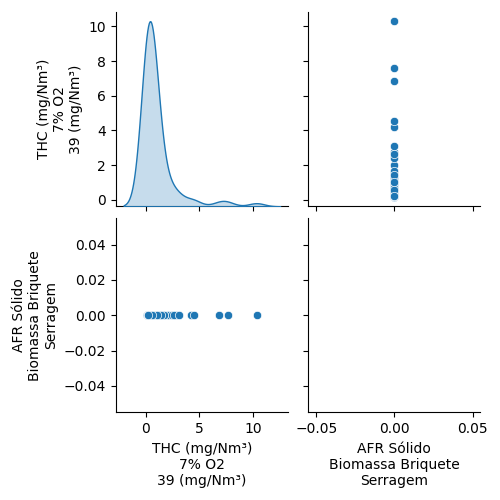 THC (mg/Nm³)
7% O2
39 (mg/Nm³)
10
8
6
4
2
0
AFR Sólido
Biomassa Briquete
Serragem
0.04
0.02
0.00
−0.02
−0.04
0 5 10
THC (mg/Nm³)
7% O2
39 (mg/Nm³)
−0.05 0.00 0.05
AFR Sólido
Biomassa Briquete
Serragem